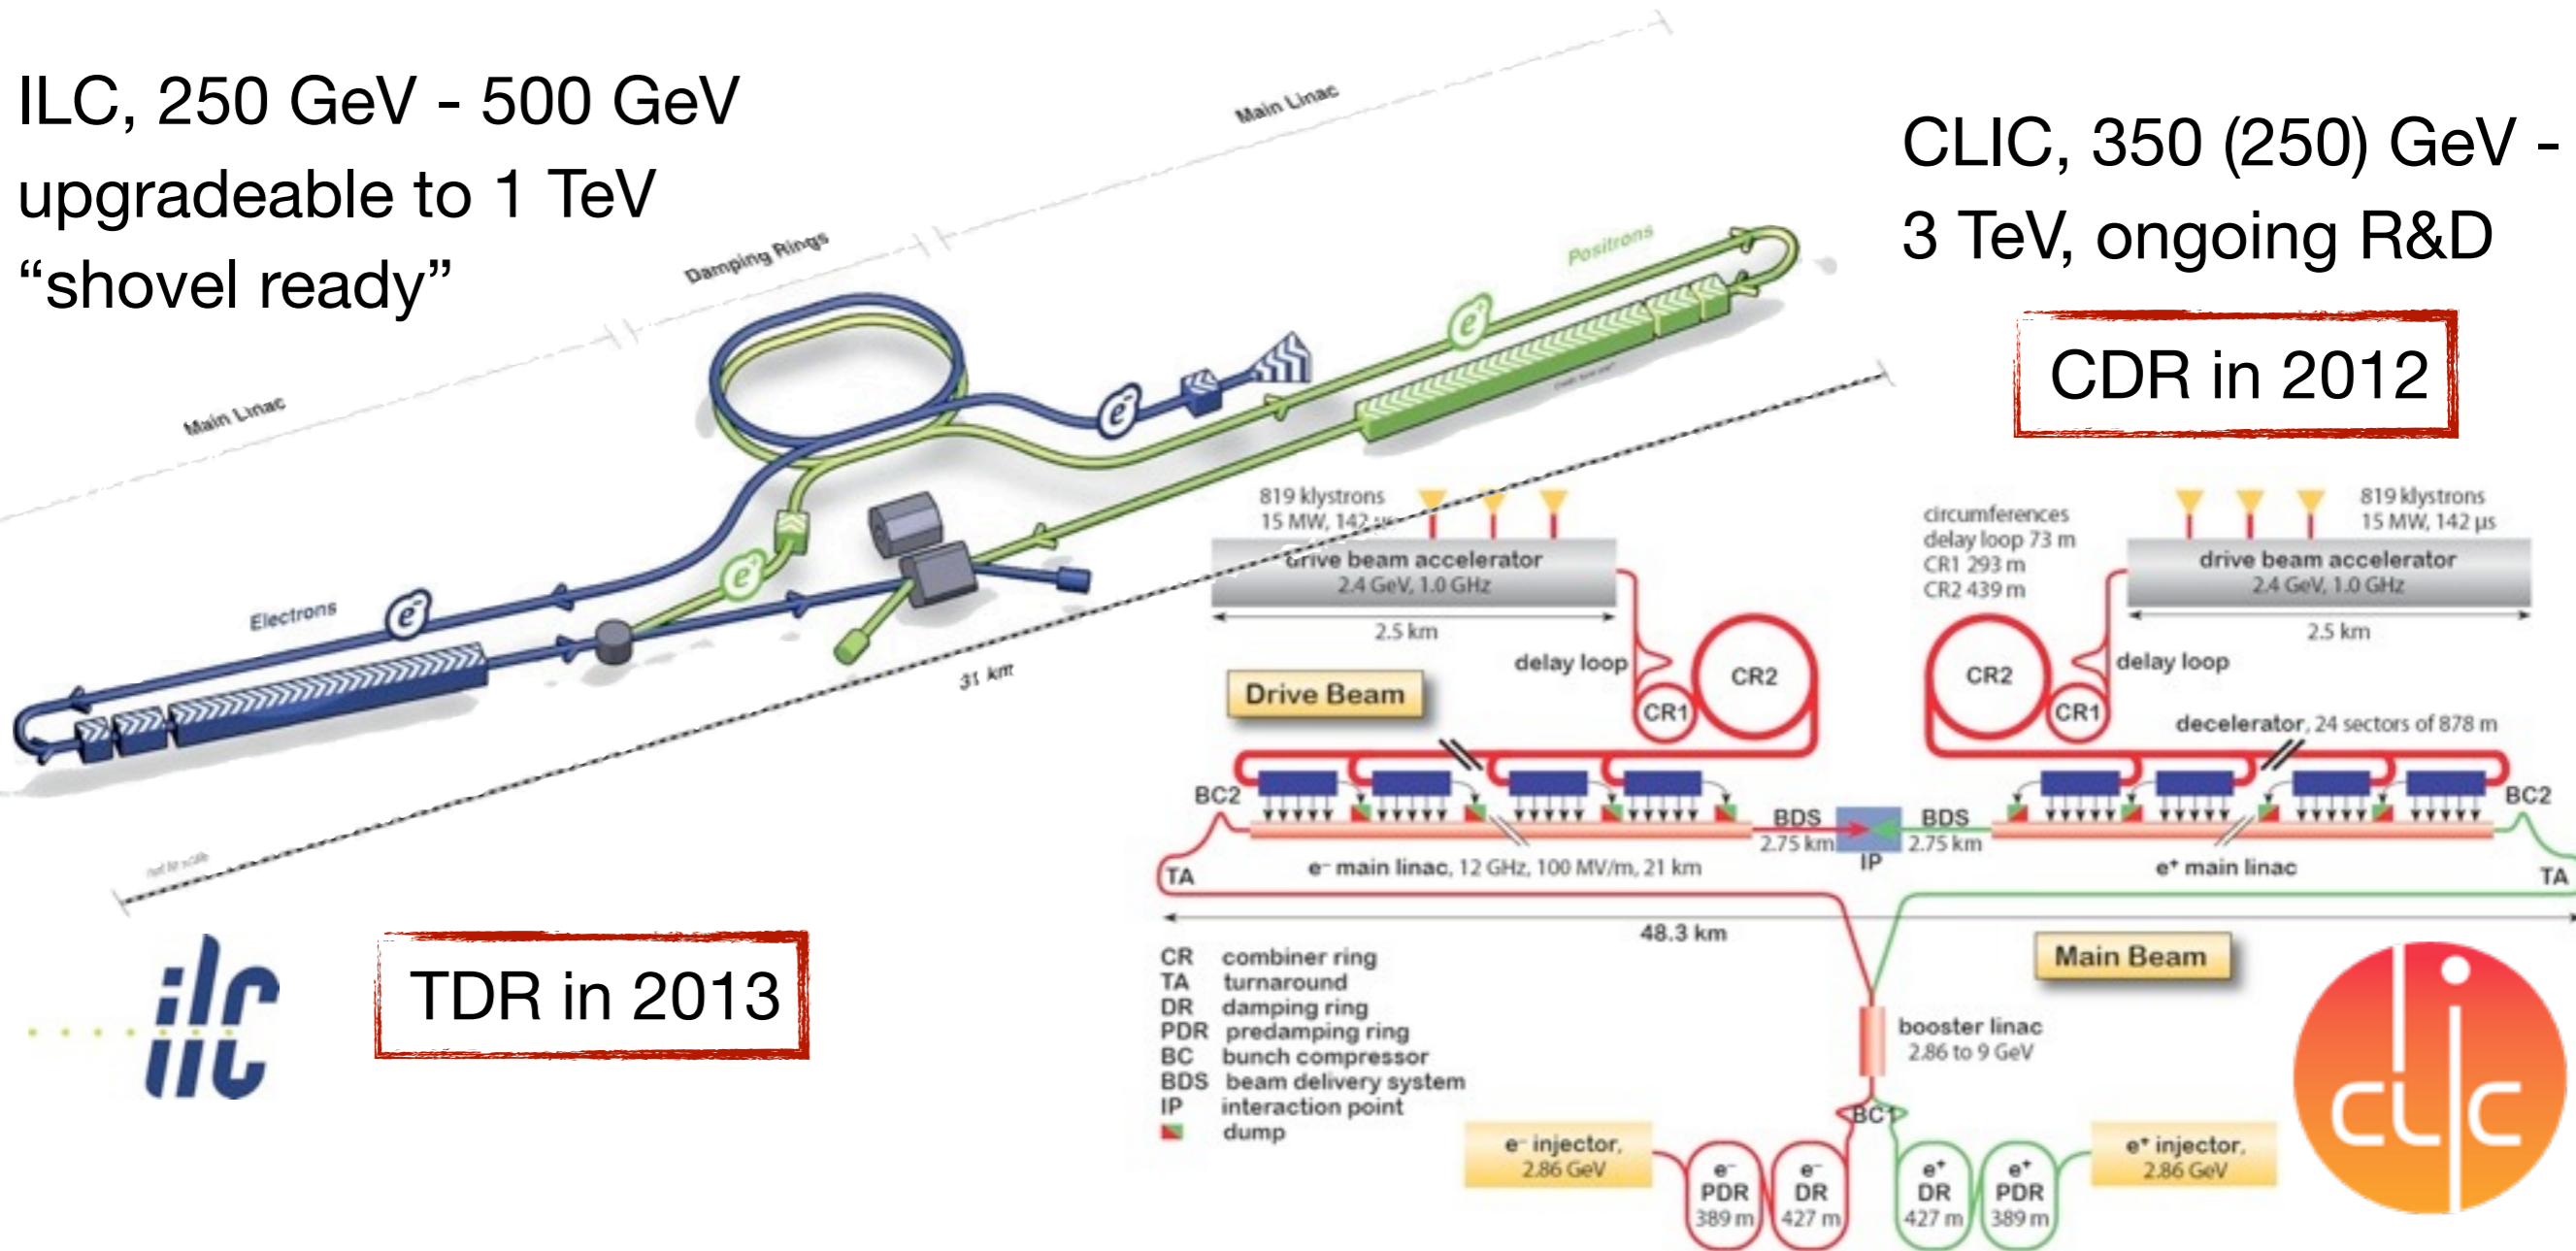 ILC, 250 GeV - 500 GeV
upgradeable to 1 TeV
“shovel ready”
CLIC, 350 (250) GeV -
3 TeV, ongoing R&D
CDR in 2012
TDR in 2013
Main Linac
Damping Rings
Main Linac
Positrons
e⁺
e⁻
e⁺
Electrons
e⁻
31 km
not to scale
ilc
819 klystrons
15 MW, 142 µs
drive beam accelerator
2.4 GeV, 1.0 GHz
2.5 km
delay loop
CR2
CR1
Drive Beam
circumferences
delay loop 73 m
CR1 293 m
CR2 439 m
819 klystrons
15 MW, 142 µs
drive beam accelerator
2.4 GeV, 1.0 GHz
2.5 km
delay loop
CR2
CR1
decelerator, 24 sectors of 878 m
BC2
BC2
BDS
2.75 km
IP
BDS
2.75 km
TA
e⁻ main linac, 12 GHz, 100 MV/m, 21 km
e⁺ main linac
TA
48.3 km
Main Beam
CR combiner ring
TA turnaround
DR damping ring
PDR predamping ring
BC bunch compressor
BDS beam delivery system
IP interaction point
dump
booster linac
2.86 to 9 GeV
BC1
e⁻ injector,
2.86 GeV
e⁻
PDR
389 m
e⁻
DR
427 m
e⁺
DR
427 m
e⁺
PDR
389 m
e⁺ injector,
2.86 GeV
clic